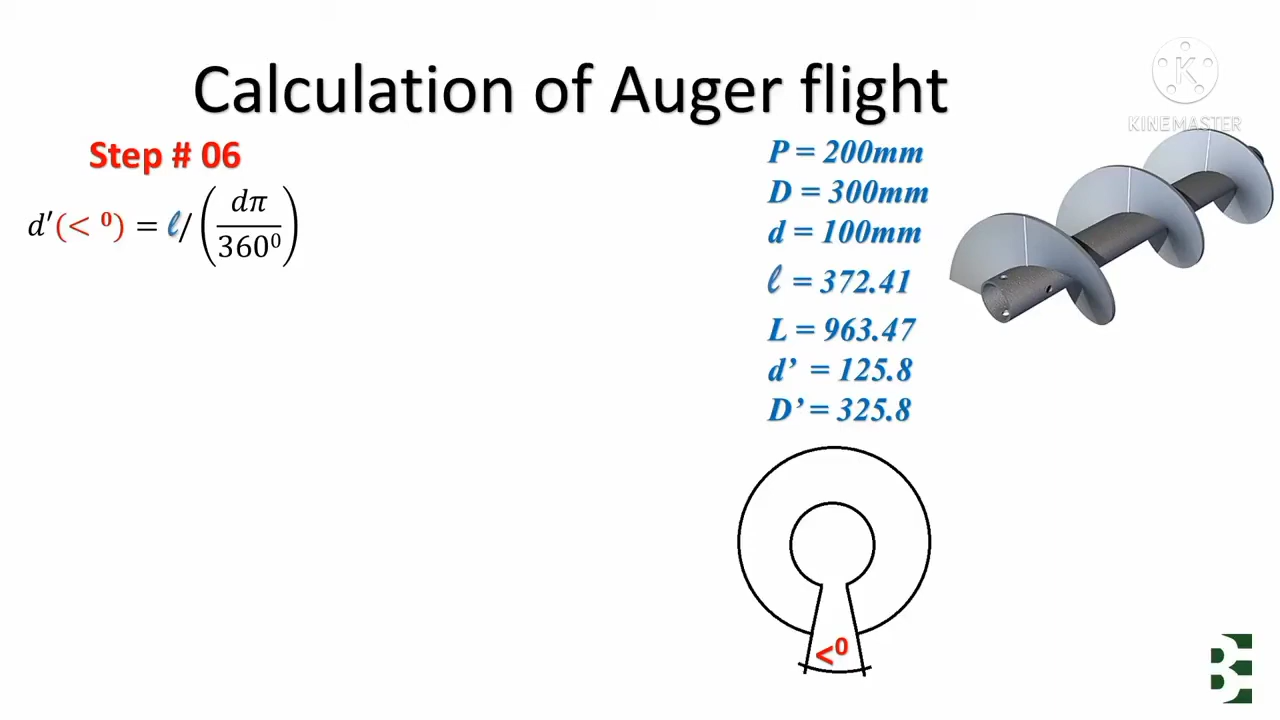 Calculation of Auger flight
K
KINEMASTER
Step # 06
d′(< ⁰) = ℓ/(dπ/360⁰)
P = 200mm
D = 300mm
d = 100mm
ℓ = 372.41
L = 963.47
d’ = 125.8
D’ = 325.8
<⁰
BE